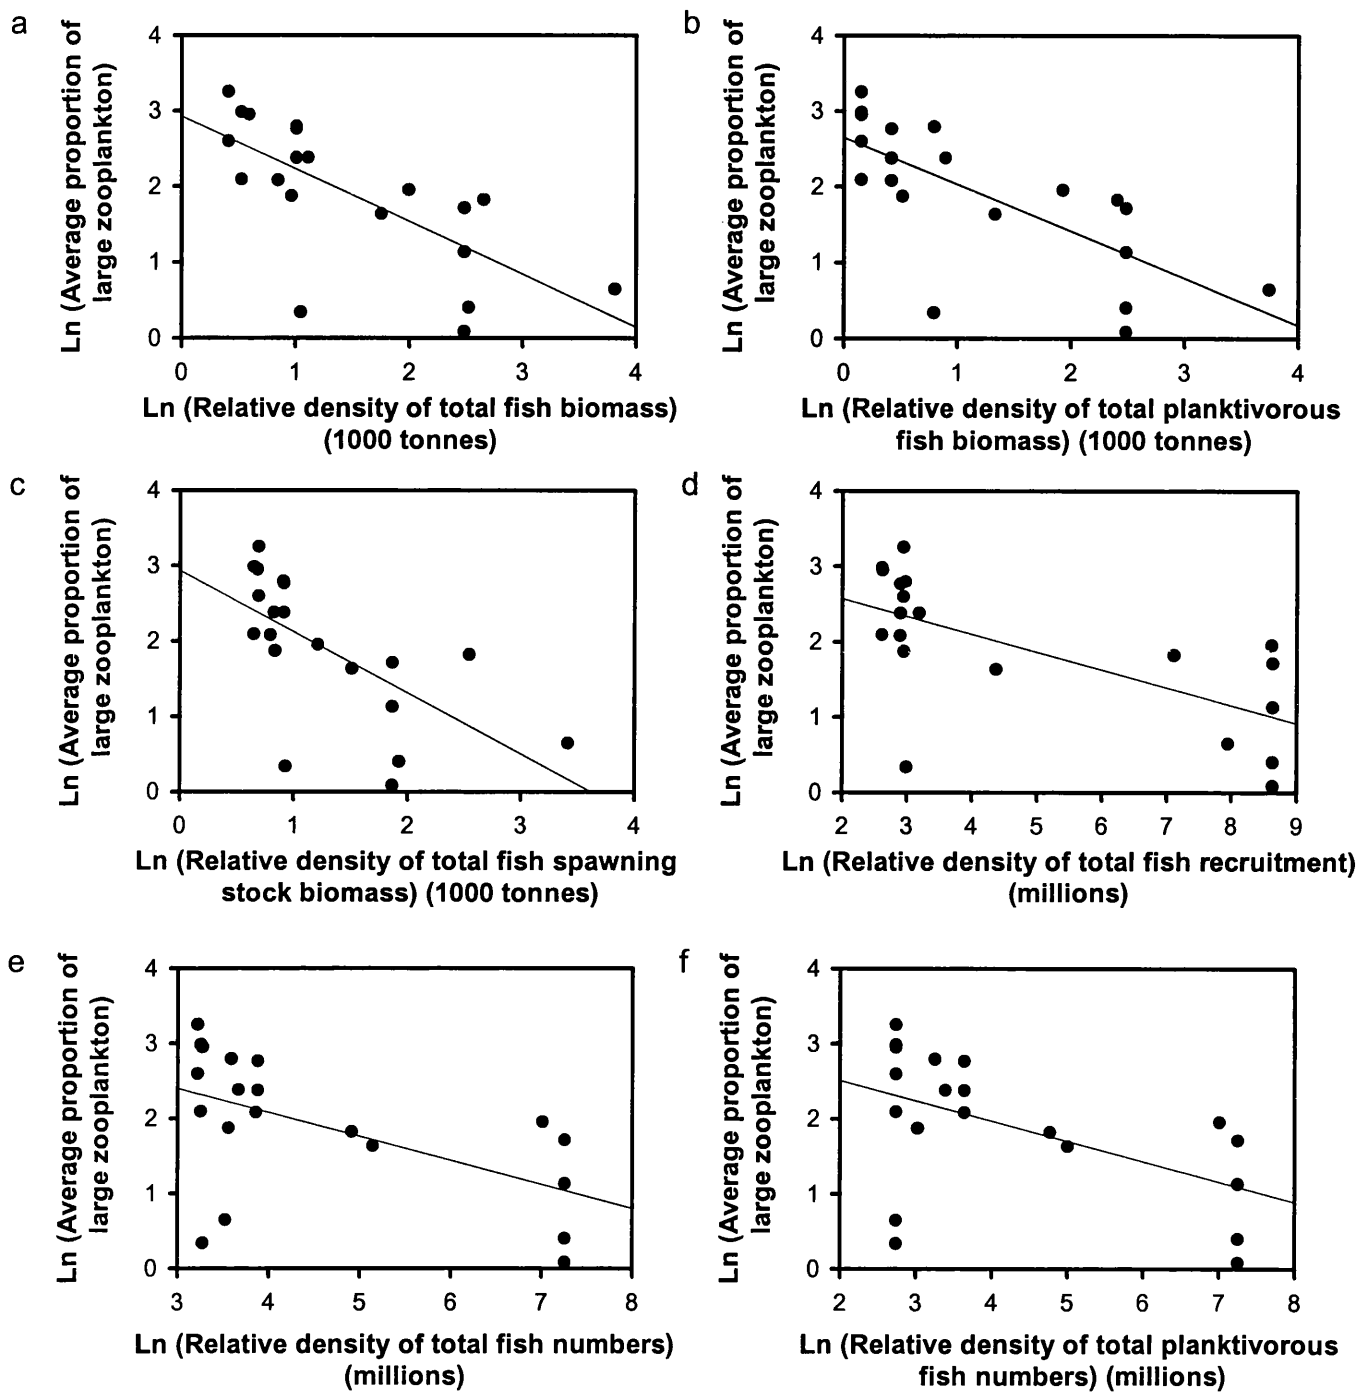 a
Ln (Average proportion of
large zooplankton)
4
3
2
1
0
0 1 2 3 4
Ln (Relative density of total fish biomass)
(1000 tonnes)
b
Ln (Average proportion of
large zooplankton)
4
3
2
1
0
0 1 2 3 4
Ln (Relative density of total planktivorous
fish biomass) (1000 tonnes)
c
Ln (Average proportion of
large zooplankton)
4
3
2
1
0
0 1 2 3 4
Ln (Relative density of total fish spawning
stock biomass) (1000 tonnes)
d
Ln (Average proportion of
large zooplankton)
4
3
2
1
0
2 3 4 5 6 7 8 9
Ln (Relative density of total fish recruitment)
(millions)
e
Ln (Average proportion of
large zooplankton)
4
3
2
1
0
3 4 5 6 7 8
Ln (Relative density of total fish numbers)
(millions)
f
Ln (Average proportion of
large zooplankton)
4
3
2
1
0
2 3 4 5 6 7 8
Ln (Relative density of total planktivorous
fish numbers) (millions)